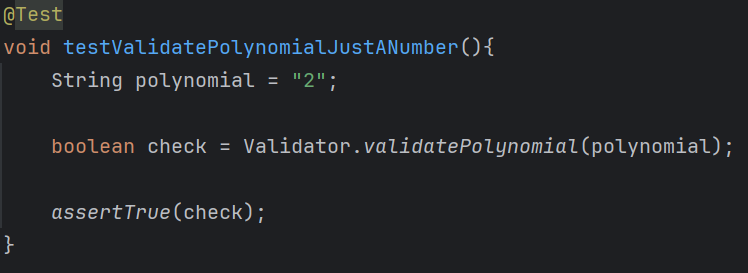 @Test
void testValidatePolynomialJustANumber(){
String polynomial = "2";
boolean check = Validator.validatePolynomial(polynomial);
assertTrue(check);
}